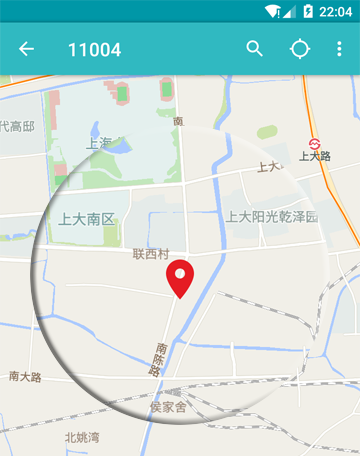 22:04
11004
南
代高邸
上海
上大路
上大
上大南区
上大阳光乾泽园
联西村
南陈路
南大路
侯家舍
北姚湾